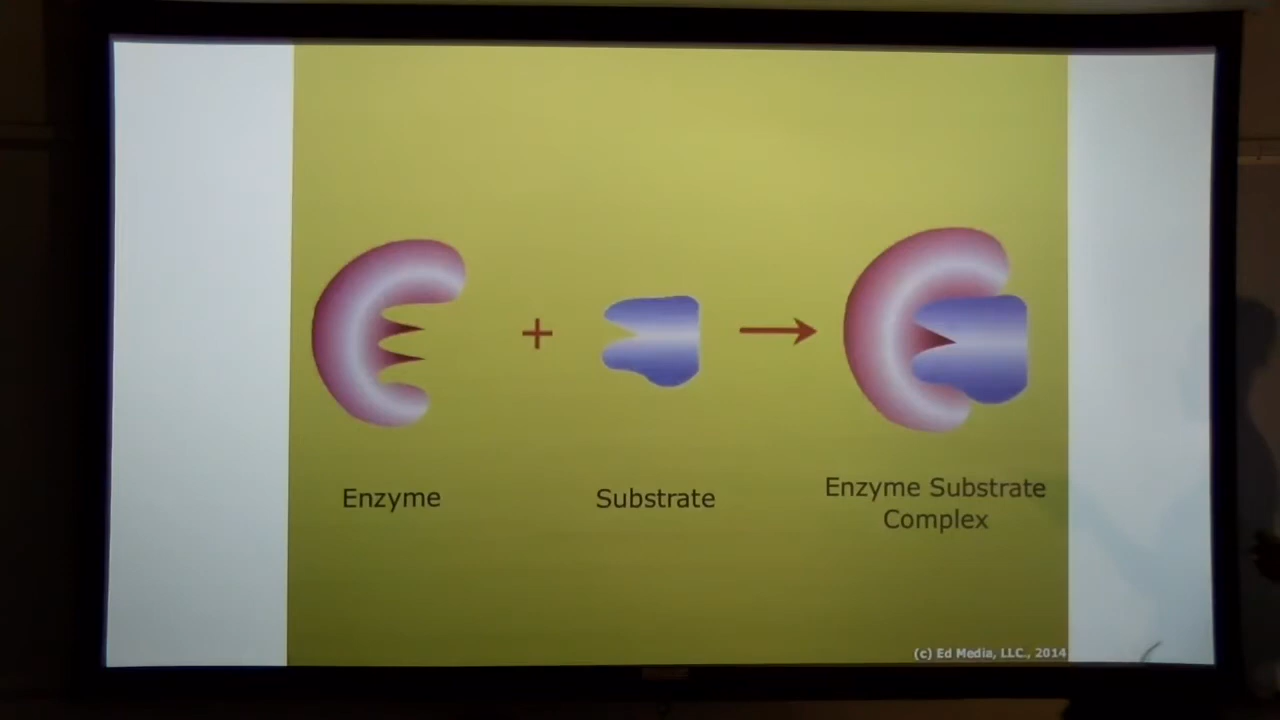 +
Enzyme
Substrate
Enzyme Substrate
Complex
(c) Ed Media, LLC., 2014